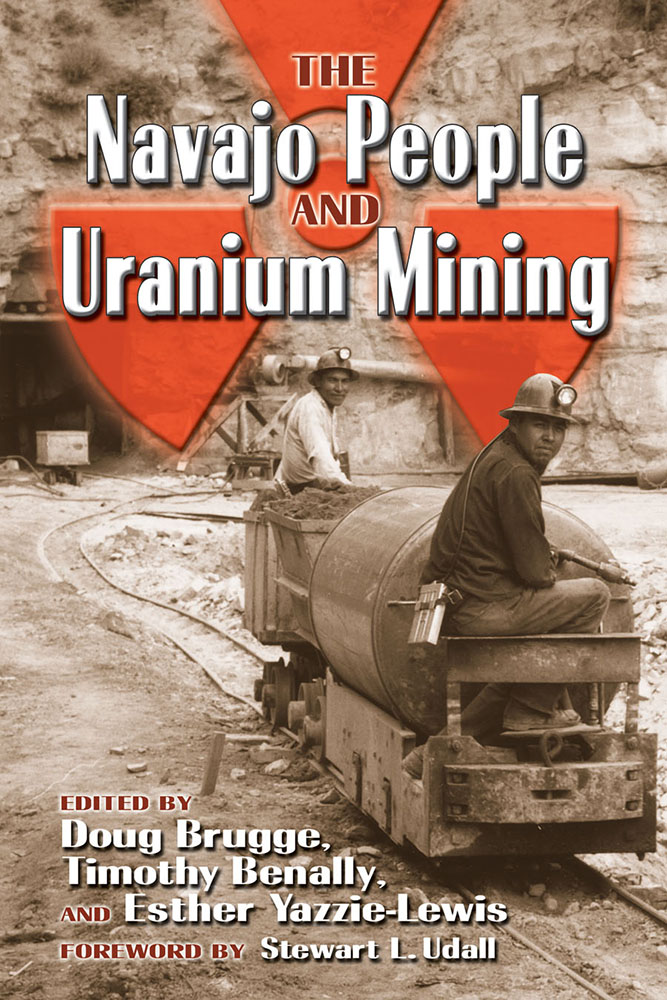 THE
Navajo People
AND
Uranium Mining
EDITED BY
Doug Brugge,
Timothy Benally,
AND Esther Yazzie-Lewis
FOREWORD BY Stewart L. Udall